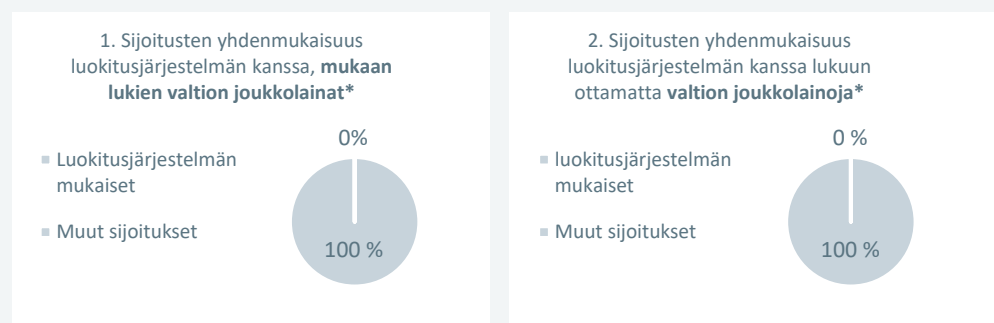 1. Sijoitusten yhdenmukaisuus
luokitusjärjestelmän kanssa, mukaan
lukien valtion joukkolainat*
0%
Luokitusjärjestelmän
mukaiset
Muut sijoitukset
100 %
2. Sijoitusten yhdenmukaisuus
luokitusjärjestelmän kanssa lukuun
ottamatta valtion joukkolainoja*
0 %
luokitusjärjestelmän
mukaiset
Muut sijoitukset
100 %